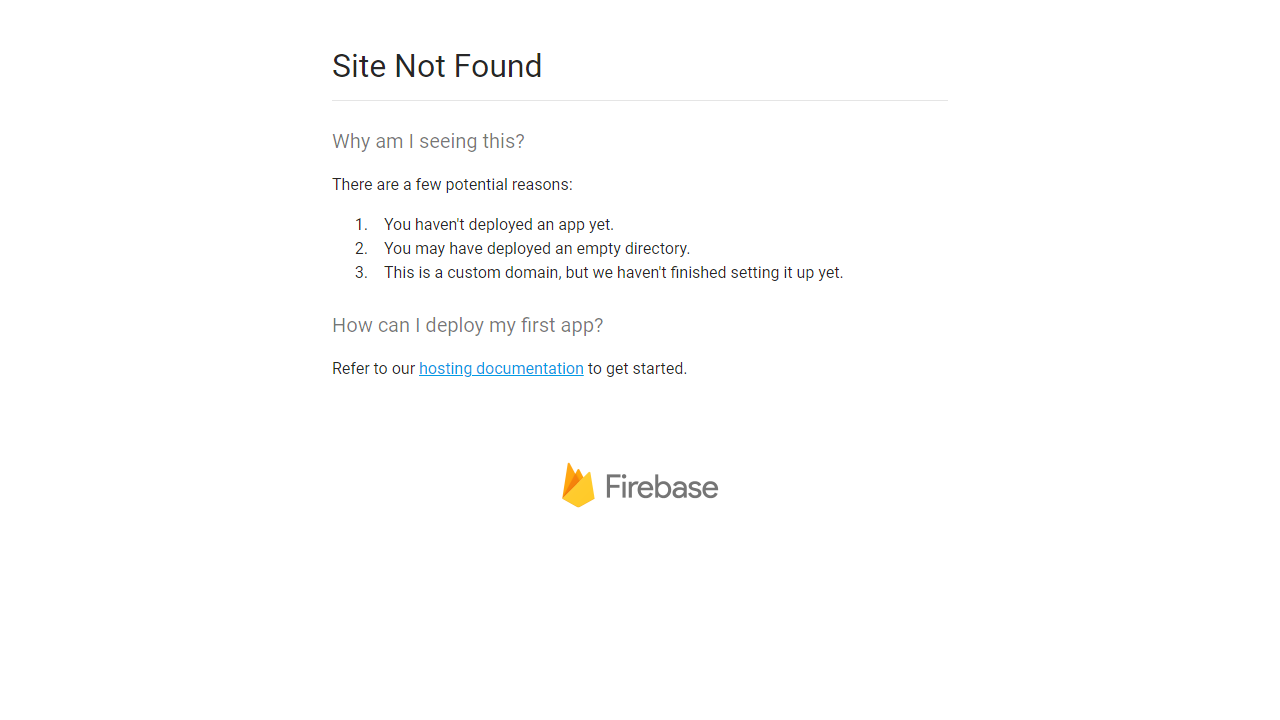 Site Not Found
Why am I seeing this?
There are a few potential reasons:
1. You haven't deployed an app yet.
2. You may have deployed an empty directory.
3. This is a custom domain, but we haven't finished setting it up yet.
How can I deploy my first app?
Refer to our hosting documentation to get started.
Firebase